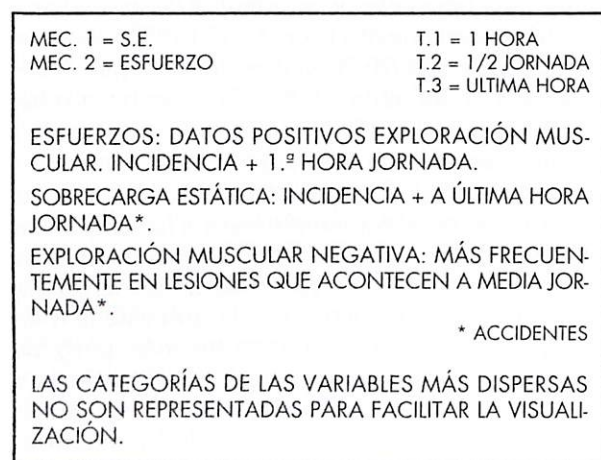 MEC. 1 = S.E. T.1 = 1 HORA
MEC. 2 = ESFUERZO T.2 = 1/2 JORNADA
T.3 = ULTIMA HORA
ESFUERZOS: DATOS POSITIVOS EXPLORACIÓN MUS-
CULAR. INCIDENCIA + 1.ª HORA JORNADA.
SOBRECARGA ESTÁTICA: INCIDENCIA + A ÚLTIMA HORA
JORNADA*.
EXPLORACIÓN MUSCULAR NEGATIVA: MÁS FRECUEN-
TEMENTE EN LESIONES QUE ACONTECEN A MEDIA JOR-
NADA*.
* ACCIDENTES
LAS CATEGORÍAS DE LAS VARIABLES MÁS DISPERSAS
NO SON REPRESENTADAS PARA FACILITAR LA VISUALI-
ZACIÓN.